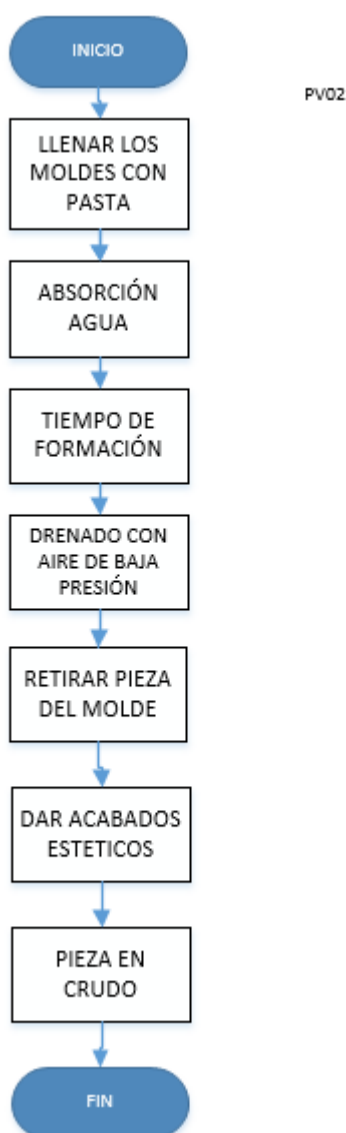 INICIO
PV02
LLENAR LOS
MOLDES CON
PASTA
ABSORCIÓN
AGUA
TIEMPO DE
FORMACIÓN
DRENADO CON
AIRE DE BAJA
PRESIÓN
RETIRAR PIEZA
DEL MOLDE
DAR ACABADOS
ESTETICOS
PIEZA EN
CRUDO
FIN